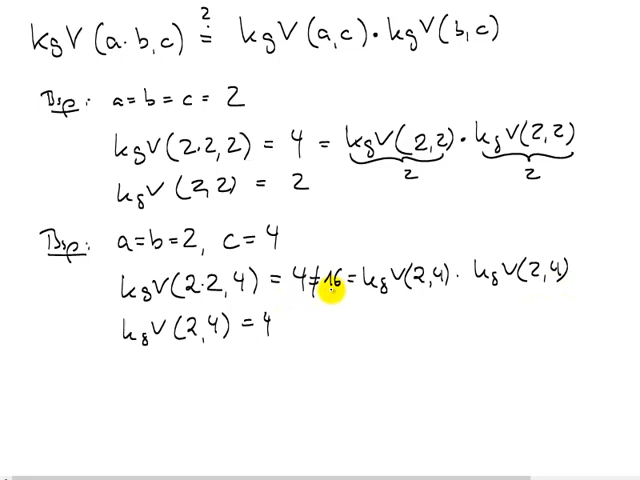 kgV(a·b,c) ≟ kgV(a,c)·kgV(b,c)
Bsp: a=b=c=2
kgV(2·2,2) = 4 = kgV(2,2)·kgV(2,2)
2 2
kgV(2,2) = 2
Bsp: a=b=2, c=4
kgV(2·2,4) = 4≠16=kgV(2,4)·kgV(2,4)
kgV(2,4)=4